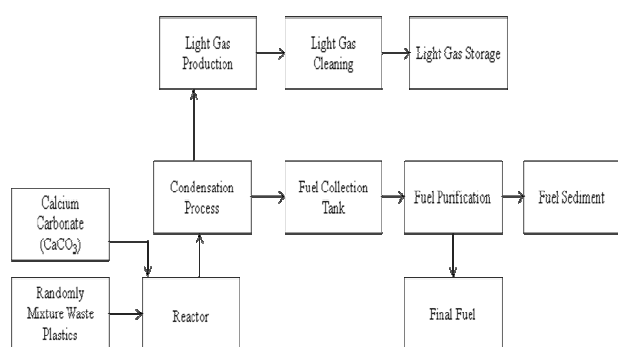 Light Gas
Production
Light Gas
Cleaning
Light Gas Storage
Condensation
Process
Fuel Collection
Tank
Fuel Purification
Fuel Sediment
Calcium
Carbonate
(CaCO3)
Randomly
Mixture Waste
Plastics
Reactor
Final Fuel